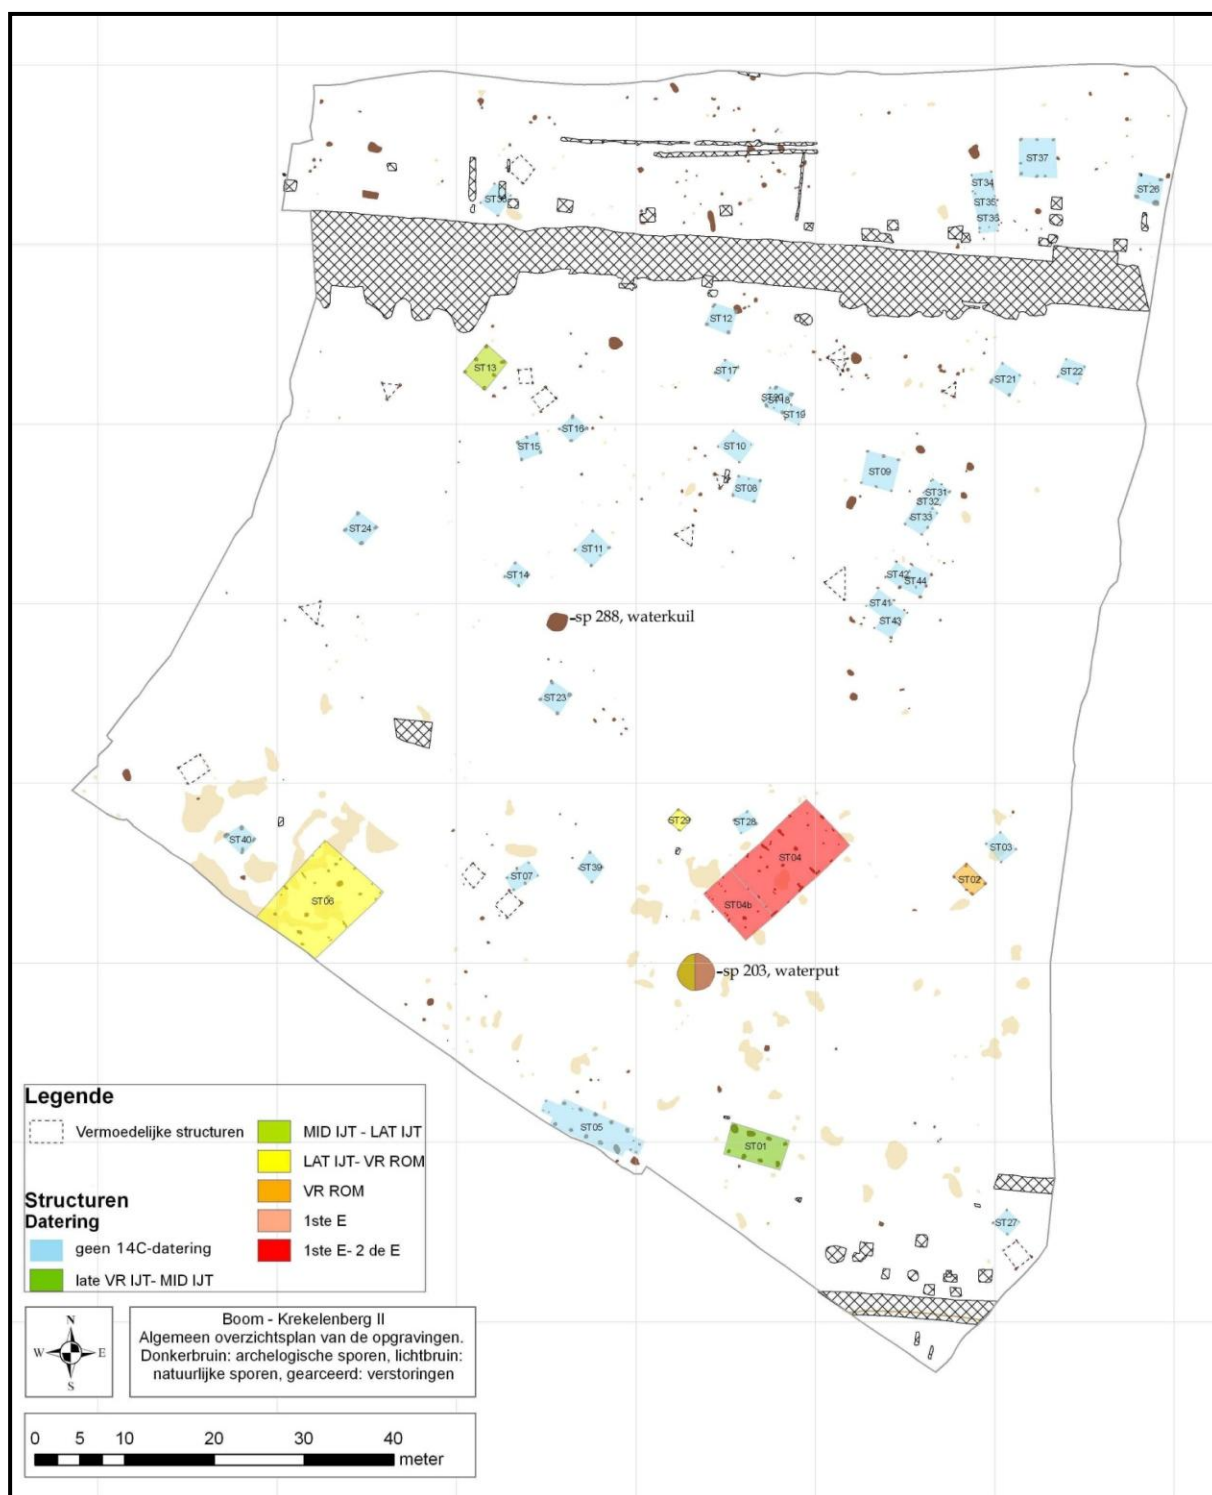 ST37
ST34
ST26
ST35
ST38
ST36
ST12
ST13
ST17
ST21
ST22
ST20
ST18
ST19
ST16
ST15
ST10
ST09
ST08
ST31
ST32
ST33
ST24
ST11
ST14
ST42
ST44
ST41
ST43
-sp 288, waterkuil
ST23
ST29
ST28
ST40
ST03
ST04
ST39
ST07
ST02
ST06
ST04b
-sp 203, waterput
ST05
ST01
ST27
Legende
Vermoedelijke structuren
Structuren
Datering
geen 14C-datering
late VR IJT- MID IJT
MID IJT - LAT IJT
LAT IJT- VR ROM
VR ROM
1ste E
1ste E- 2 de E
N
W E
S
Boom - Krekelenberg II
Algemeen overzichtsplan van de opgravingen.
Donkerbruin: archelogische sporen, lichtbruin:
natuurlijke sporen, gearceerd: verstoringen
0 5 10 20 30 40
meter